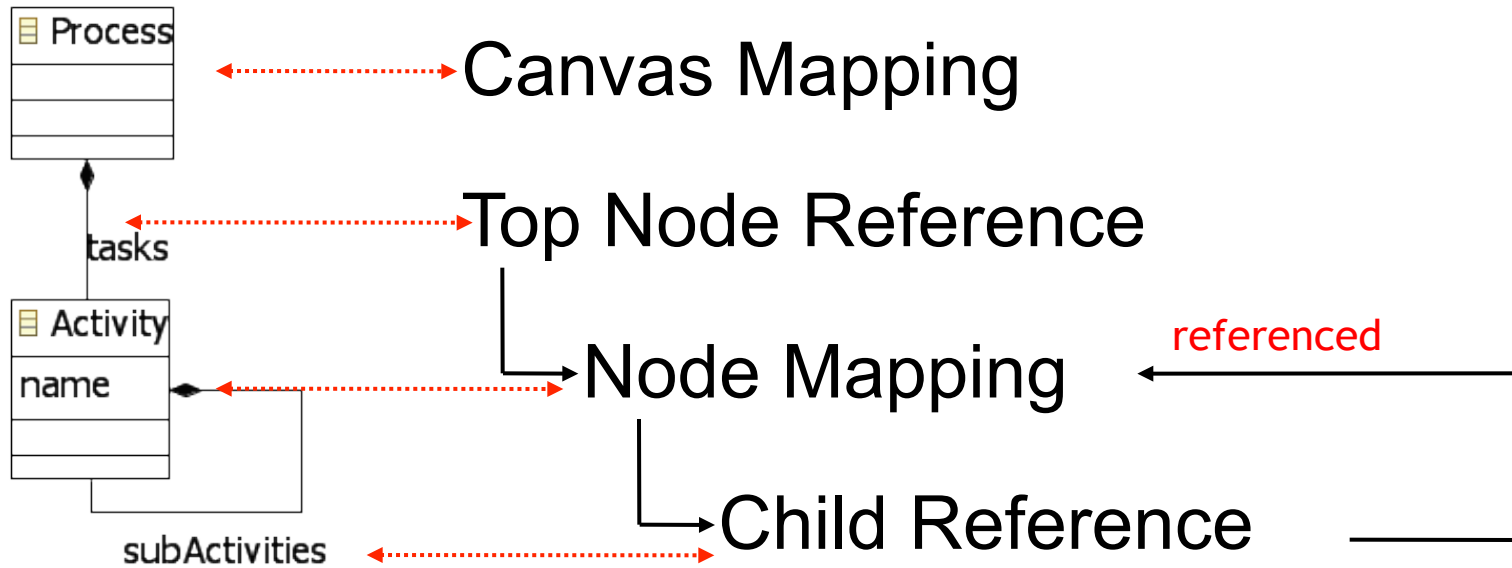 Process
Canvas Mapping
tasks
Top Node Reference
Activity
name
referenced
Node Mapping
subActivities
Child Reference